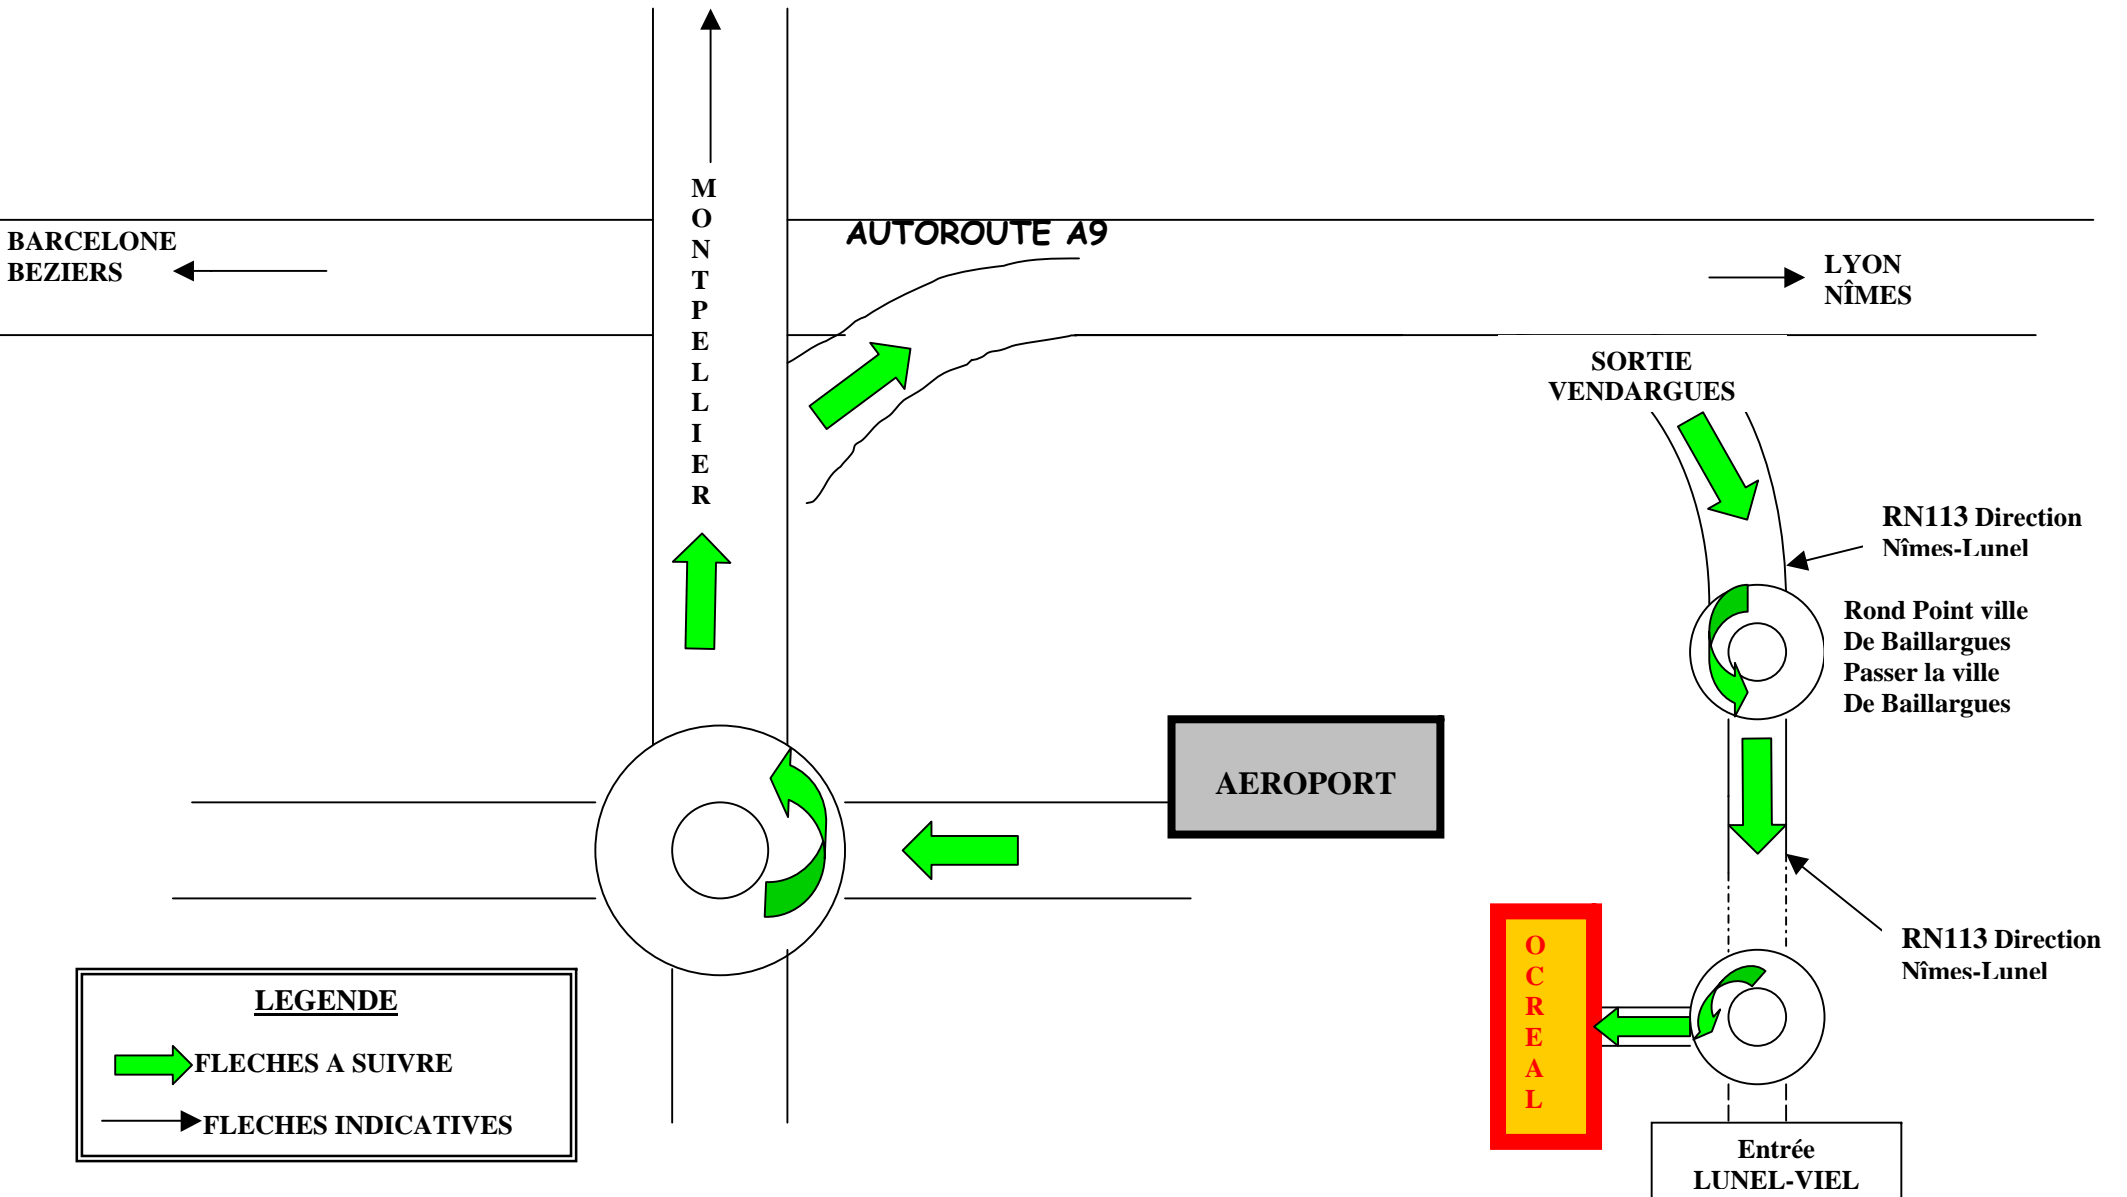 MONTPELLIER
AUTOROUTE A9
BARCELONE
BEZIERS
LYON
NÎMES
SORTIE
VENDARGUES
RN113 Direction
Nîmes-Lunel
Rond Point ville
De Baillargues
Passer la ville
De Baillargues
AEROPORT
RN113 Direction
Nîmes-Lunel
OCREAL
LEGENDE
FLECHES A SUIVRE
FLECHES INDICATIVES
Entrée
LUNEL-VIEL